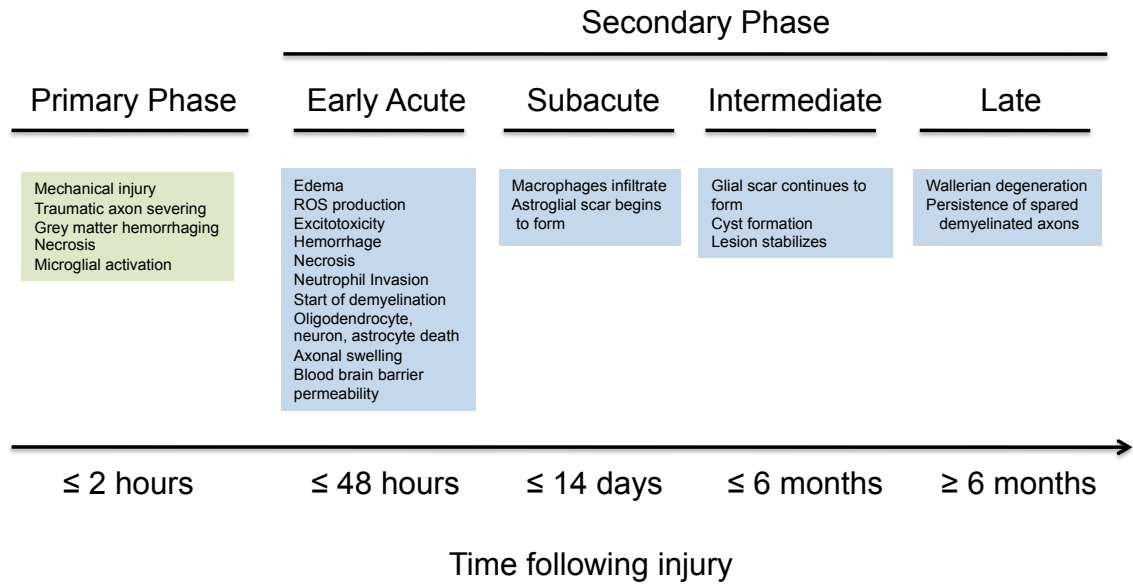 Secondary Phase
Primary Phase
Early Acute
Subacute
Intermediate
Late
Mechanical injury
Traumatic axon severing
Grey matter hemorrhaging
Necrosis
Microglial activation
Edema
ROS production
Excitotoxicity
Hemorrhage
Necrosis
Neutrophil Invasion
Start of demyelination
Oligodendrocyte,
neuron, astrocyte death
Axonal swelling
Blood brain barrier
permeability
Macrophages infiltrate
Astroglial scar begins
to form
Glial scar continues to
form
Cyst formation
Lesion stabilizes
Wallerian degeneration
Persistence of spared
demyelinated axons
≤ 2 hours
≤ 48 hours
≤ 14 days
≤ 6 months
≥ 6 months
Time following injury